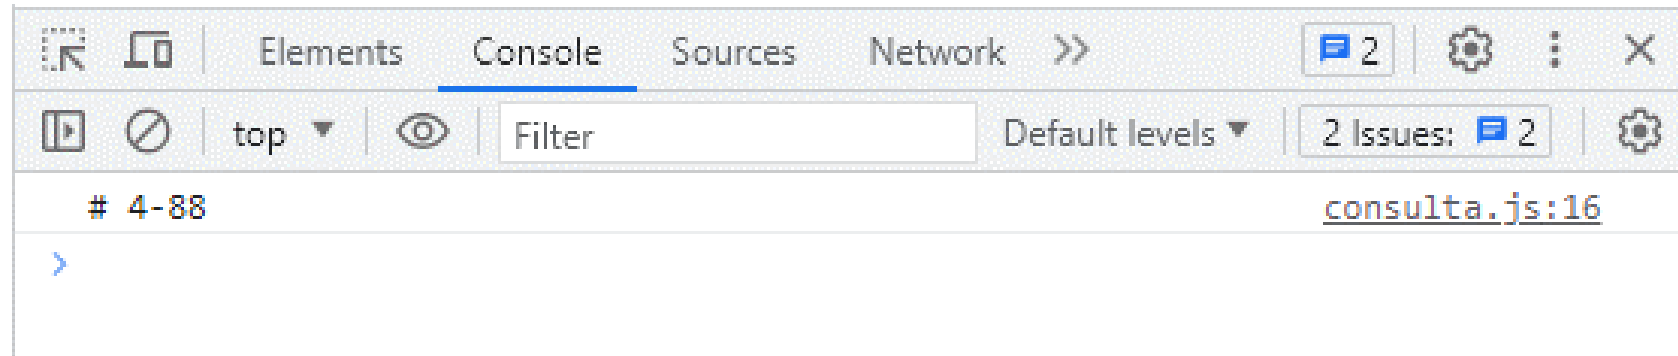 Elements Console Sources Network 2
top Filter Default levels 2 Issues: 2
# 4-88 consulta.js:16